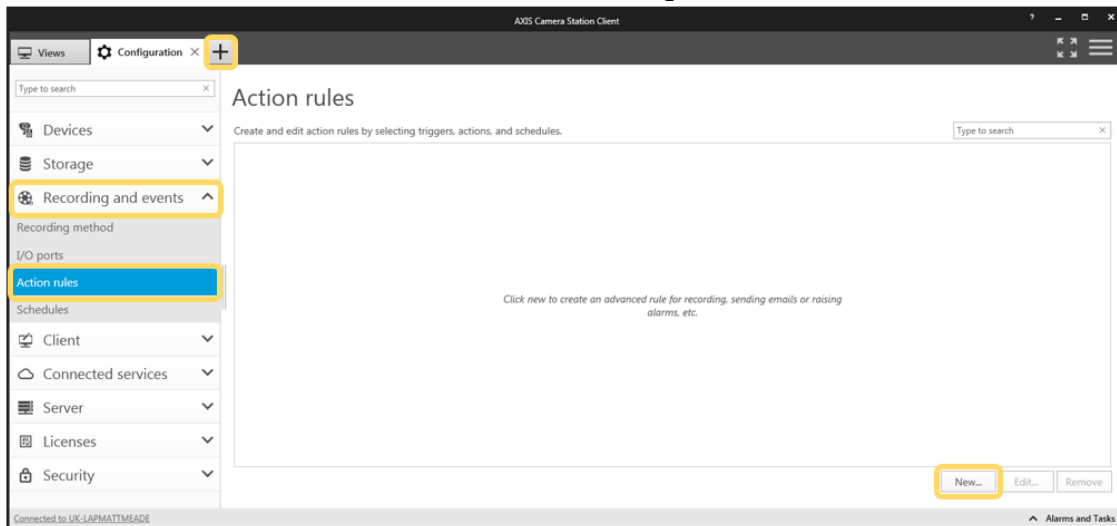 AXIS Camera Station Client
Views
Configuration
Type to search
Action rules
Devices
Create and edit action rules by selecting triggers, actions, and schedules.
Type to search
Storage
Recording and events
Recording method
I/O ports
Action rules
Schedules
Click new to create an advanced rule for recording, sending emails or raising
alarms, etc.
Client
Connected services
Server
Licenses
Security
New...
Edit...
Remove
Connected to UK-LAPMATTMEADE
Alarms and Tasks